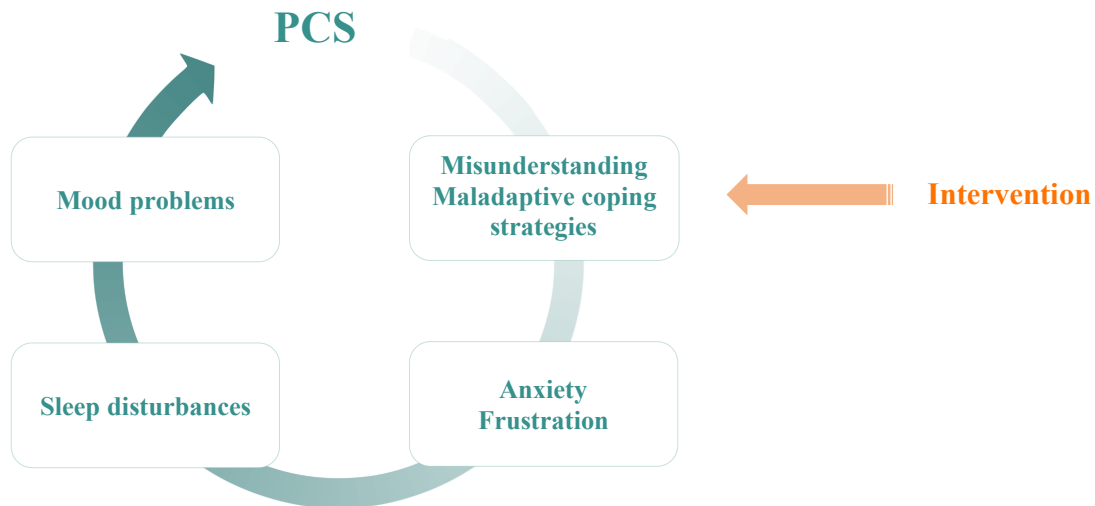 PCS
Misunderstanding
Maladaptive coping
strategies
Mood problems
Intervention
Anxiety
Frustration
Sleep disturbances